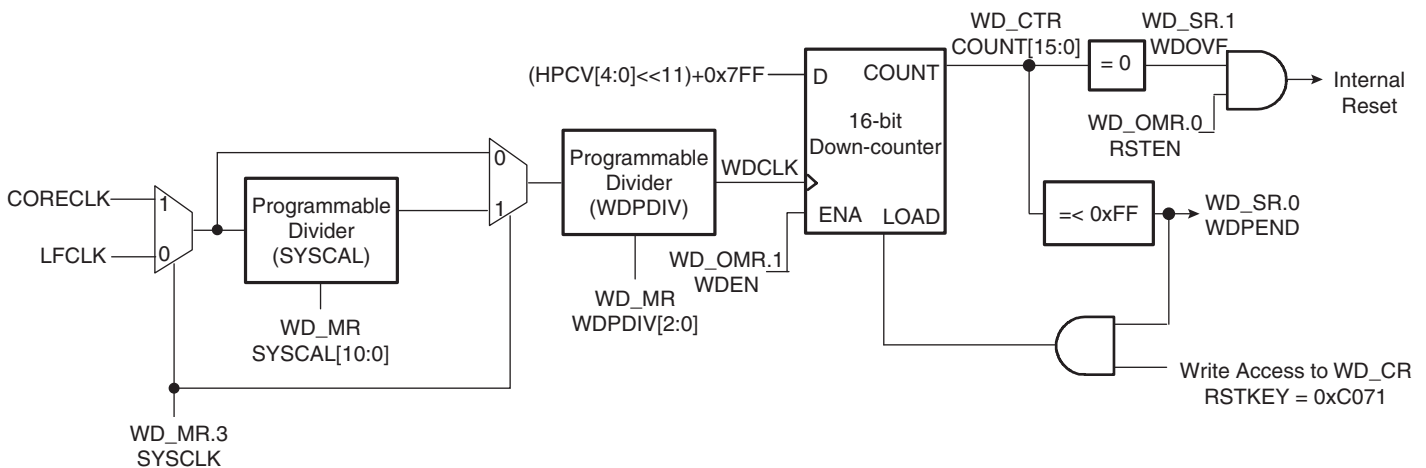 WD_CTR
COUNT[15:0]
WD_SR.1
WDOVF
(HPCV[4:0]<<11)+0x7FF
D
COUNT
= 0
Internal
Reset
16-bit
Down-counter
WD_OMR.0
RSTEN
CORECLK
LFCLK
1
0
Programmable
Divider
(SYSCAL)
0
1
Programmable
Divider
(WDPDIV)
WDCLK
ENA
LOAD
=< 0xFF
WD_SR.0
WDPEND
WD_OMR.1
WDEN
WD_MR
SYSCAL[10:0]
WD_MR
WDPDIV[2:0]
Write Access to WD_CR
RSTKEY = 0xC071
WD_MR.3
SYSCLK